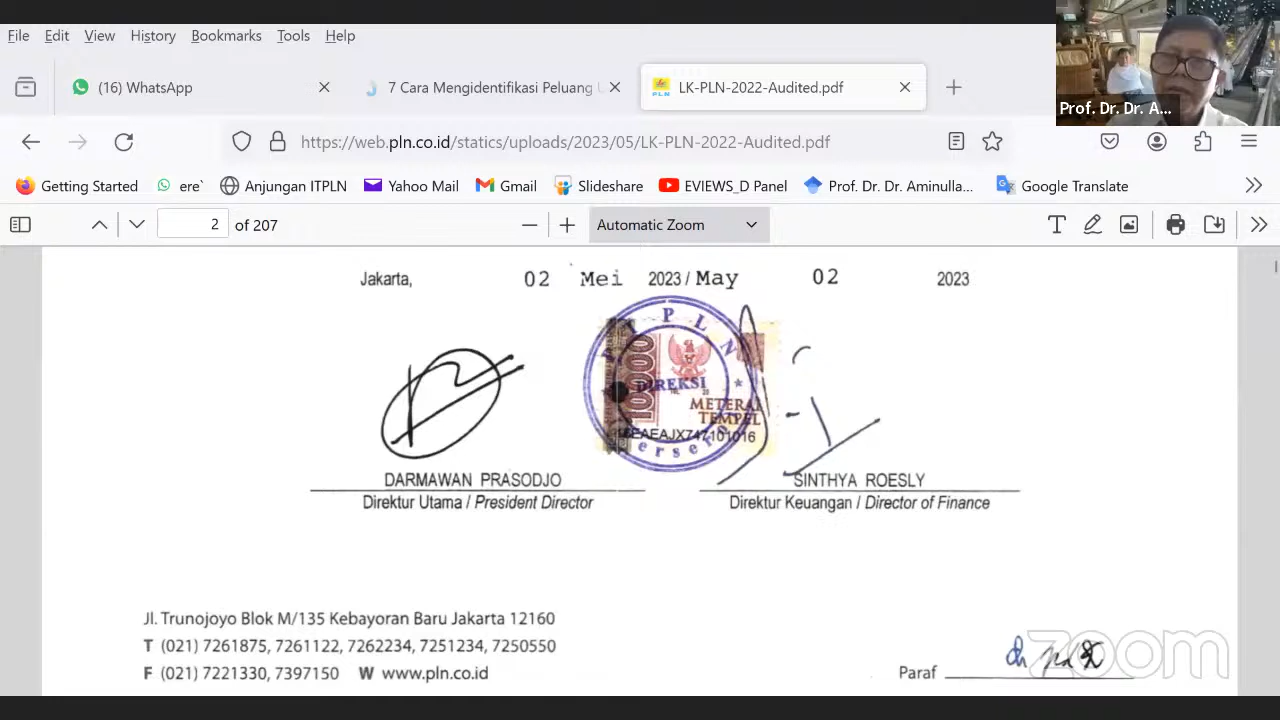 File Edit View History Bookmarks Tools Help
(16) WhatsApp
7 Cara Mengidentifikasi Peluang U
PLN
LK-PLN-2022-Audited.pdf
Prof. Dr. Dr. A...
https://web.pln.co.id/statics/uploads/2023/05/LK-PLN-2022-Audited.pdf
Getting Started ere` Anjungan ITPLN Yahoo Mail Gmail Slideshare EVIEWS_D Panel Prof. Dr. Dr. Aminulla... Google Translate
2 of 207
Automatic Zoom
Jakarta, 02 Mei 2023 / May 02 2023
PLN
10000
DIREKSI
METERAI
TEMPEL
EAEAJX747101016
DARMAWAN PRASODJO
Direktur Utama / President Director
SINTHYA ROESLY
Direktur Keuangan / Director of Finance
Jl. Trunojoyo Blok M/135 Kebayoran Baru Jakarta 12160
T (021) 7261875, 7261122, 7262234, 7251234, 7250550
F (021) 7221330, 7397150 W www.pln.co.id
Paraf
zoom